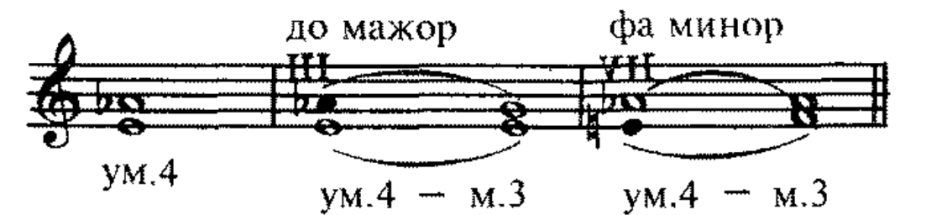 до мажор фа минор
III VII
ум.4
ум.4 – м.3 ум.4 – м.3